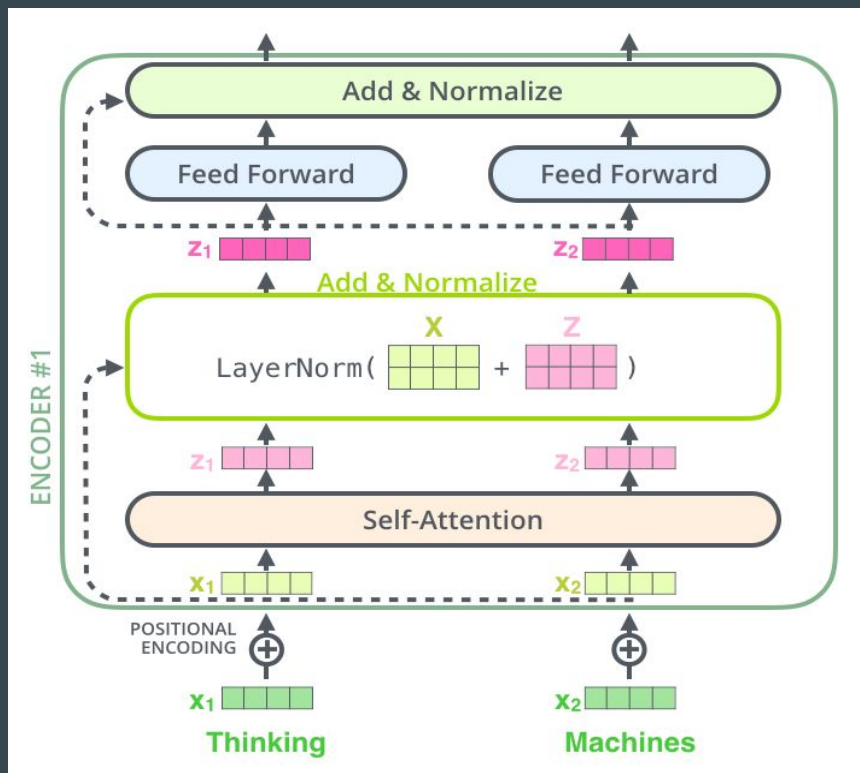 Add & Normalize
Feed Forward
Feed Forward
z₁
z₂
Add & Normalize
X
Z
LayerNorm( + )
ENCODER #1
z₁
z₂
Self-Attention
x₁
x₂
POSITIONAL
ENCODING
x₁
x₂
Thinking
Machines